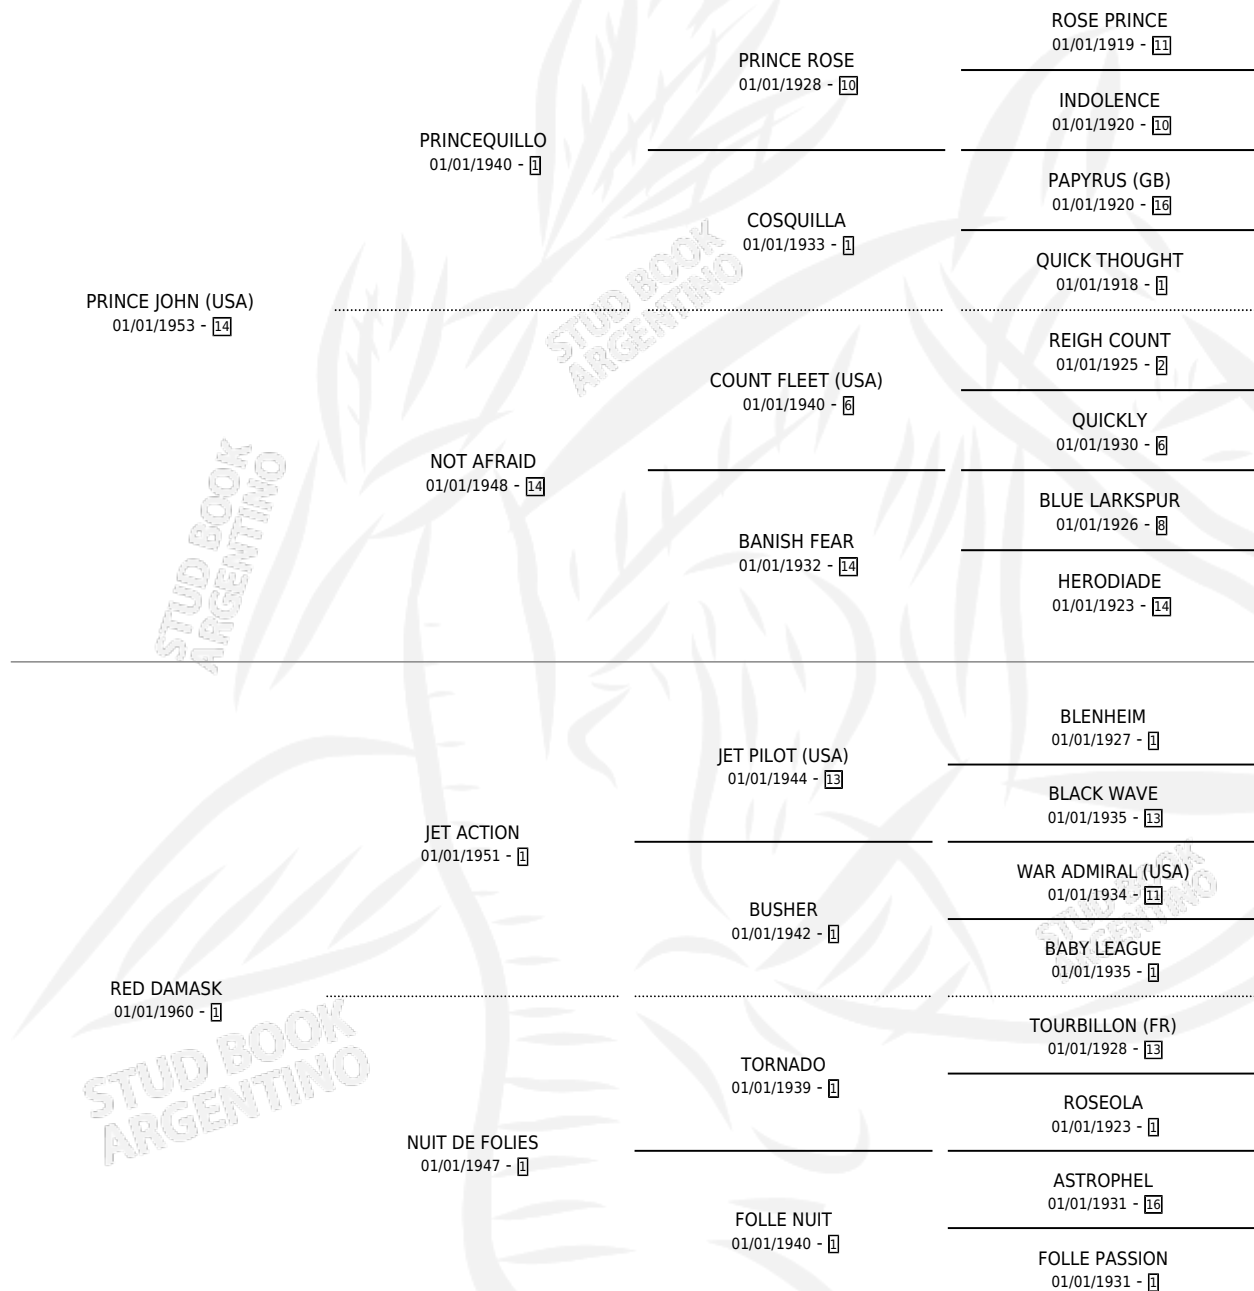 ROSE PRINCE
01/01/1919 - 11
PRINCE ROSE
01/01/1928 - 10
INDOLENCE
01/01/1920 - 10
PRINCEQUILLO
01/01/1940 - 1
PAPYRUS (GB)
01/01/1920 - 16
COSQUILLA
01/01/1933 - 1
QUICK THOUGHT
01/01/1918 - 1
PRINCE JOHN (USA)
01/01/1953 - 14
STUD BOOK
ARGENTINO
REIGH COUNT
01/01/1925 - 2
COUNT FLEET (USA)
01/01/1940 - 6
QUICKLY
01/01/1930 - 6
NOT AFRAID
01/01/1948 - 14
BLUE LARKSPUR
01/01/1926 - 8
BANISH FEAR
01/01/1932 - 14
HERODIADE
01/01/1923 - 14
STUD BOOK
ARGENTINO
BLENHEIM
01/01/1927 - 1
JET PILOT (USA)
01/01/1944 - 13
BLACK WAVE
01/01/1935 - 13
JET ACTION
01/01/1951 - 1
WAR ADMIRAL (USA)
01/01/1934 - 11
BUSHER
01/01/1942 - 1
STUD BOOK
ARGENTINO
BABY LEAGUE
01/01/1935 - 1
RED DAMASK
01/01/1960 - 1
TOURBILLON (FR)
01/01/1928 - 13
TORNADO
01/01/1939 - 1
STUD BOOK
ARGENTINO
ROSEOLA
01/01/1923 - 1
NUIT DE FOLIES
01/01/1947 - 1
ASTROPHEL
01/01/1931 - 16
FOLLE NUIT
01/01/1940 - 1
FOLLE PASSION
01/01/1931 - 1